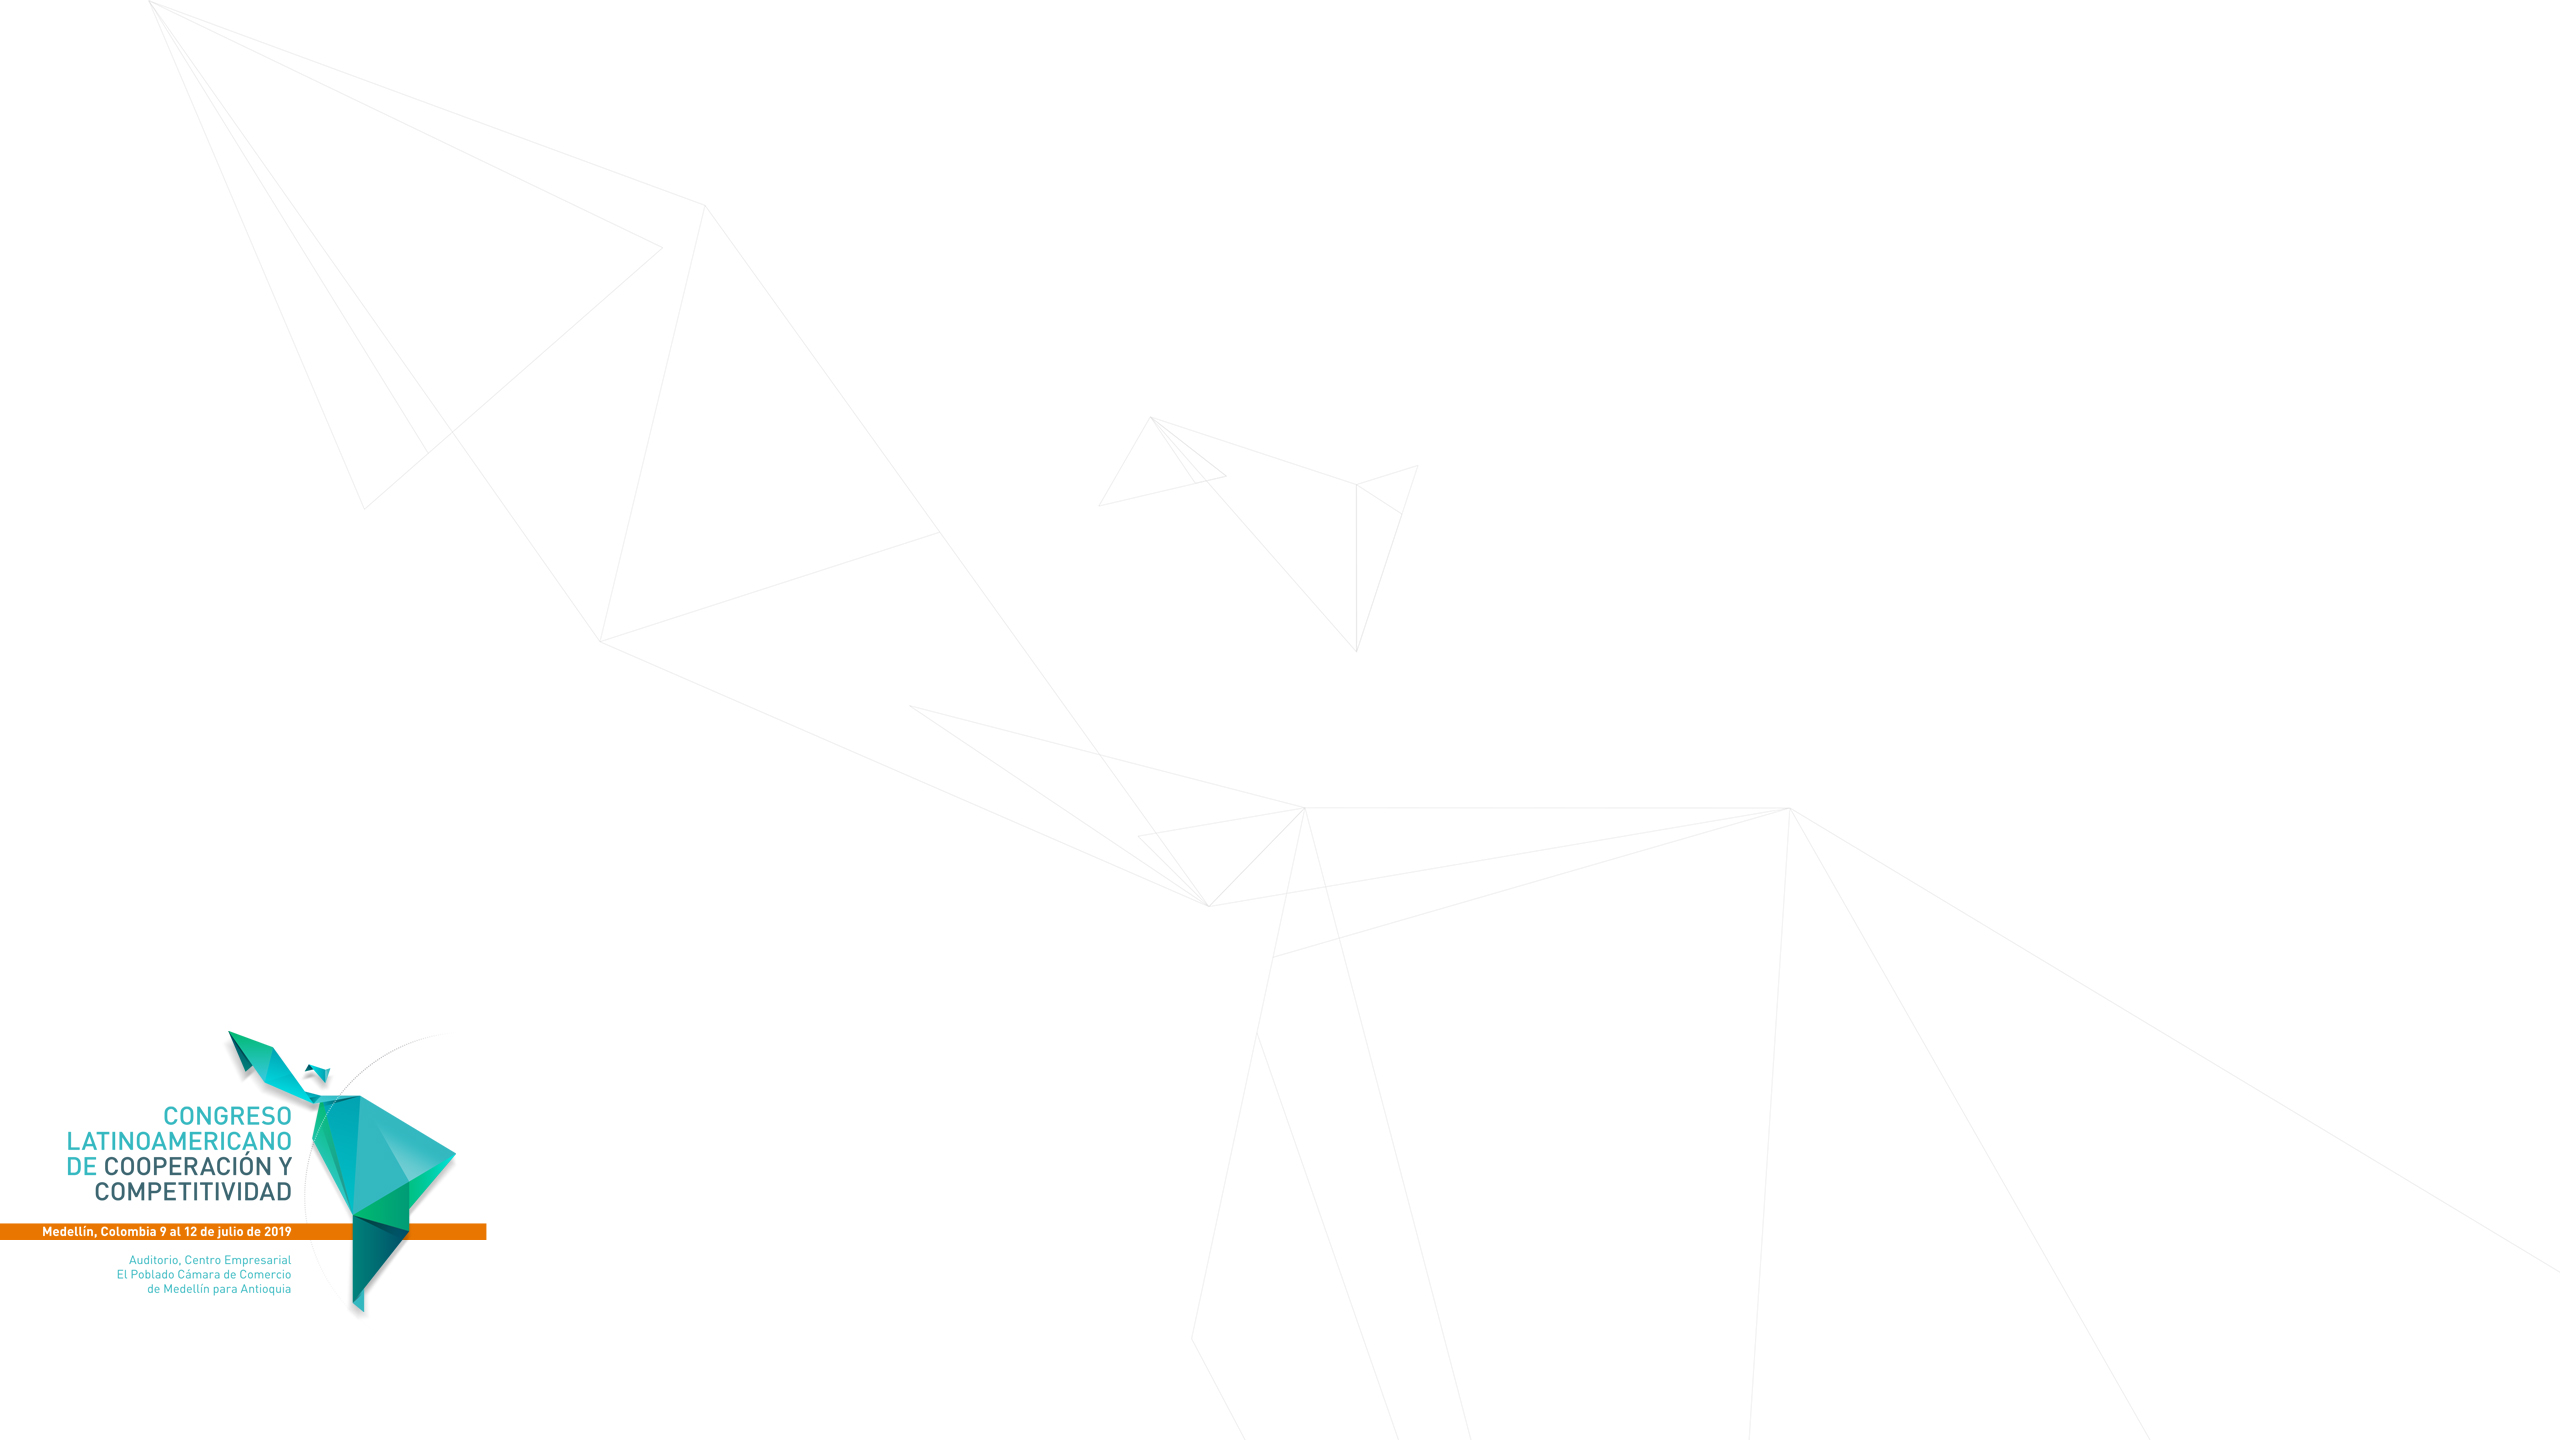 CONGRESO
LATINOAMERICANO
DE COOPERACIÓN Y
COMPETITIVIDAD
Medellín, Colombia 9 al 12 de julio de 2019
Auditorio, Centro Empresarial
El Poblado Cámara de Comercio
de Medellín para Antioquia